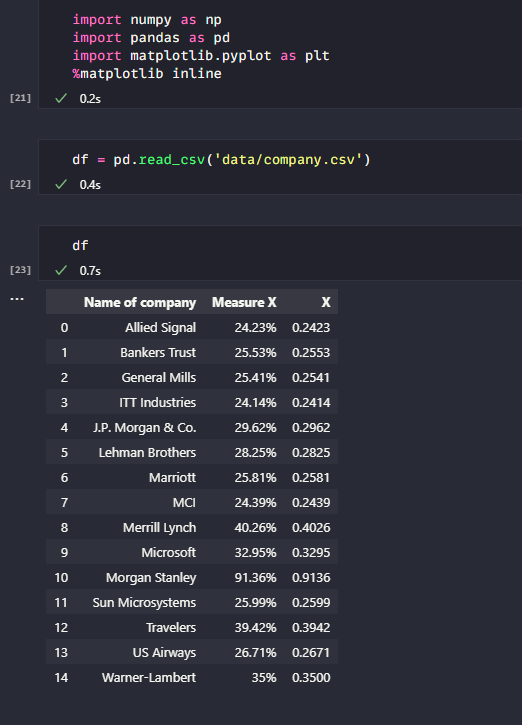 import numpy as np
import pandas as pd
import matplotlib.pyplot as plt
%matplotlib inline
[21] ✓ 0.2s
df = pd.read_csv('data/company.csv')
[22] ✓ 0.4s
df
[23] ✓ 0.7s
...
Name of company Measure X X
0 Allied Signal 24.23% 0.2423
1 Bankers Trust 25.53% 0.2553
2 General Mills 25.41% 0.2541
3 ITT Industries 24.14% 0.2414
4 J.P. Morgan & Co. 29.62% 0.2962
5 Lehman Brothers 28.25% 0.2825
6 Marriott 25.81% 0.2581
7 MCI 24.39% 0.2439
8 Merrill Lynch 40.26% 0.4026
9 Microsoft 32.95% 0.3295
10 Morgan Stanley 91.36% 0.9136
11 Sun Microsystems 25.99% 0.2599
12 Travelers 39.42% 0.3942
13 US Airways 26.71% 0.2671
14 Warner-Lambert 35% 0.3500